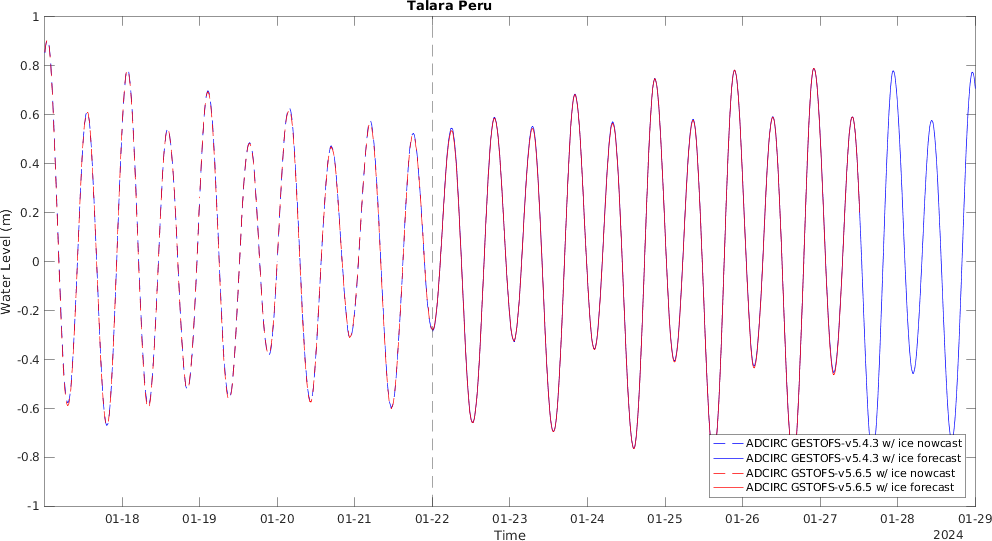 Talara Peru
1
0.8
0.6
0.4
0.2
0
-0.2
-0.4
-0.6
-0.8
-1
Water Level (m)
ADCIRC GESTOFS-v5.4.3 w/ ice nowcast
ADCIRC GESTOFS-v5.4.3 w/ ice forecast
ADCIRC GSTOFS-v5.6.5 w/ ice nowcast
ADCIRC GSTOFS-v5.6.5 w/ ice forecast
01-18 01-19 01-20 01-21 01-22 01-23 01-24 01-25 01-26 01-27 01-28 01-29
Time
2024